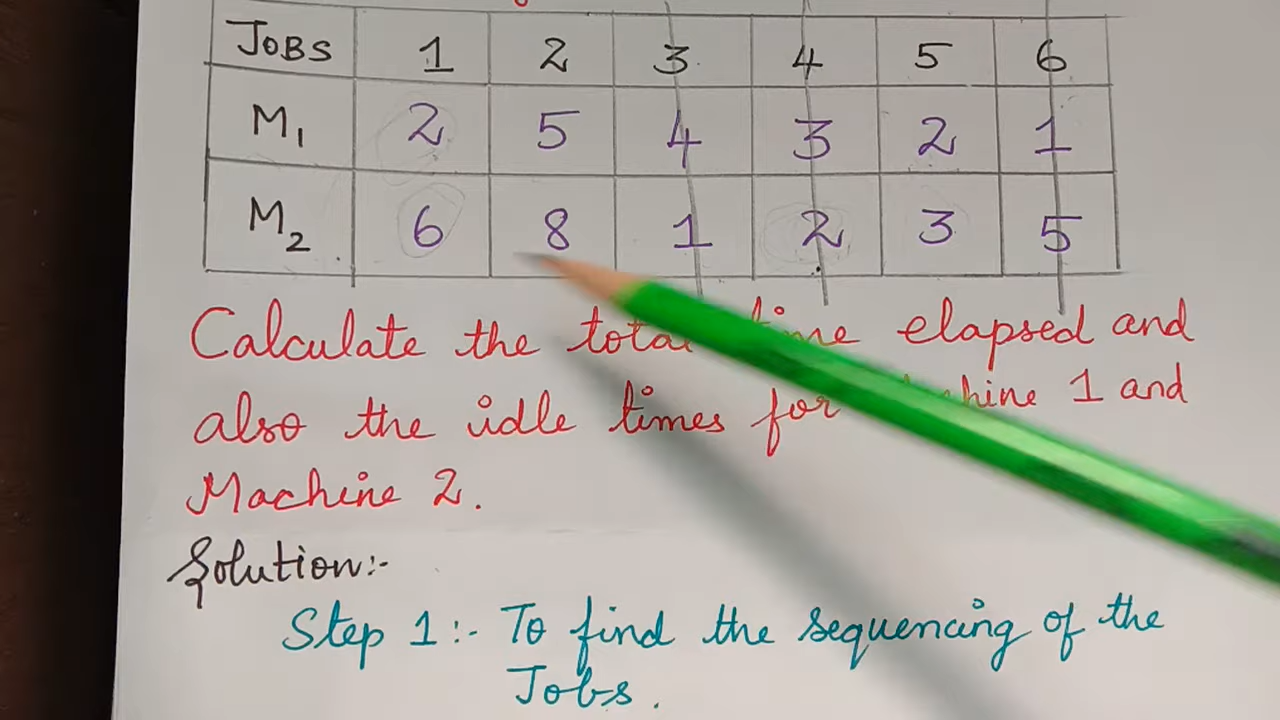 JOBS 1 2 3 4 5 6
M1 2 5 4 3 2 1
M2 6 8 1 2 3 5
Calculate the time elapsed and
also the idle times for 1 and
Machine 2.
Solution:-
Step 1:- To find the sequencing of the
Jobs.